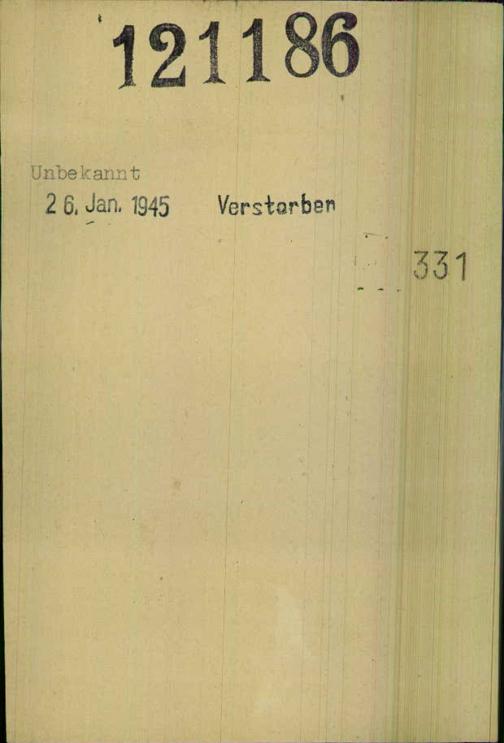 121186
Unbekannt
26. Jan. 1945 Verstorben
331